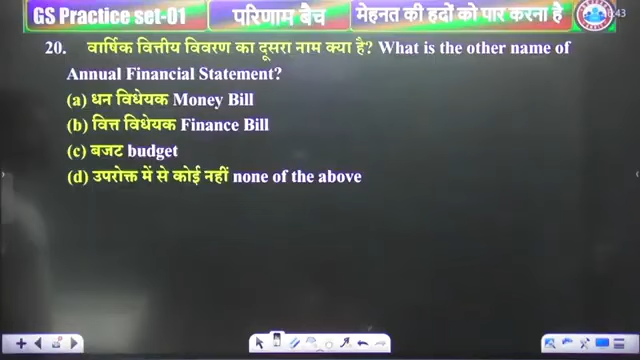 GS Practice set-01 परिणाम बैच मेहनत की हदों को पार करना है
20. वार्षिक वित्तीय विवरण का दूसरा नाम क्या है? What is the other name of
Annual Financial Statement?
(a) धन विधेयक Money Bill
(b) वित्त विधेयक Finance Bill
(c) बजट budget
(d) उपरोक्त में से कोई नहीं none of the above